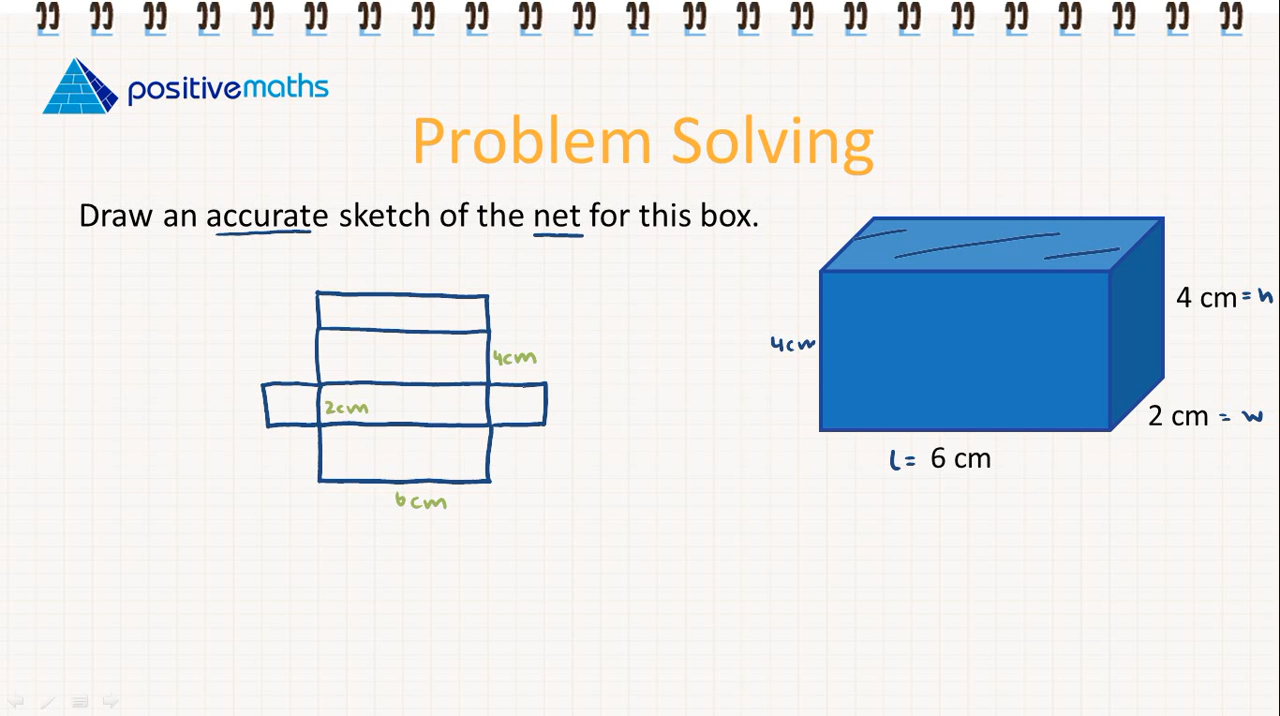 positivemaths
Problem Solving
Draw an accurate sketch of the net for this box.
4 cm = h
4cm
4cm
2cm
2 cm = w
l = 6 cm
6cm